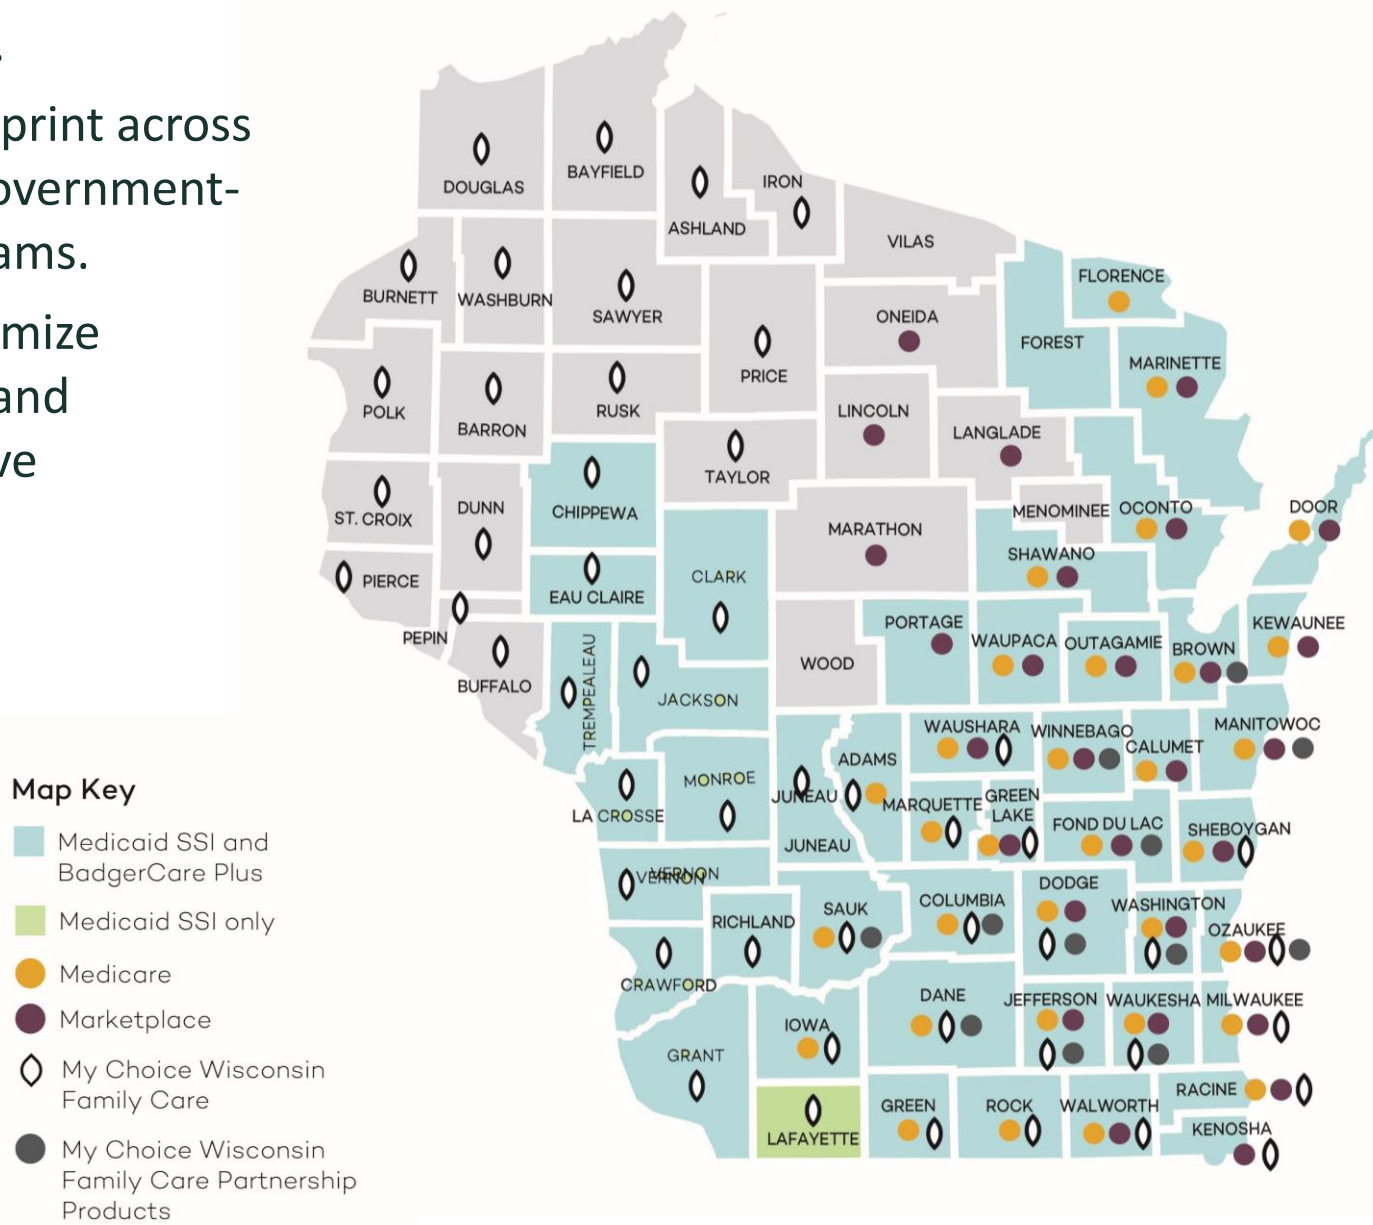 print across
overnment-
ams.
mize
and
ve
DOUGLAS
BAYFIELD
ASHLAND
IRON
VILAS
FLORENCE
BURNETT
WASHBURN
SAWYER
ONEIDA
FOREST
MARINETTE
PRICE
POLK
BARRON
RUSK
LINCOLN
LANGLADE
TAYLOR
ST. CROIX
DUNN
CHIPPEWA
MARATHON
MENOMINEE
OCONTO
DOOR
SHAWANO
PIERCE
EAU CLAIRE
CLARK
PEPIN
BUFFALO
TREMPEALEAU
JACKSON
WOOD
PORTAGE
WAUPACA
OUTAGAMIE
BROWN
KEWAUNEE
WAUSHARA
WINNEBAGO
CALUMET
MANITOWOC
ADAMS
MONROE
LA CROSSE
JUNEAU
MARQUETTE
GREEN
LAKE
FOND DU LAC
SHEBOYGAN
JUNEAU
VERNON
VERNON
RICHLAND
SAUK
COLUMBIA
DODGE
WASHINGTON
OZAUKEE
CRAWFORD
DANE
JEFFERSON
WAUKESHA
MILWAUKEE
IOWA
GRANT
LAFAYETTE
GREEN
ROCK
WALWORTH
RACINE
KENOSHA
Map Key
Medicaid SSI and
BadgerCare Plus
Medicaid SSI only
Medicare
Marketplace
My Choice Wisconsin
Family Care
My Choice Wisconsin
Family Care Partnership
Products